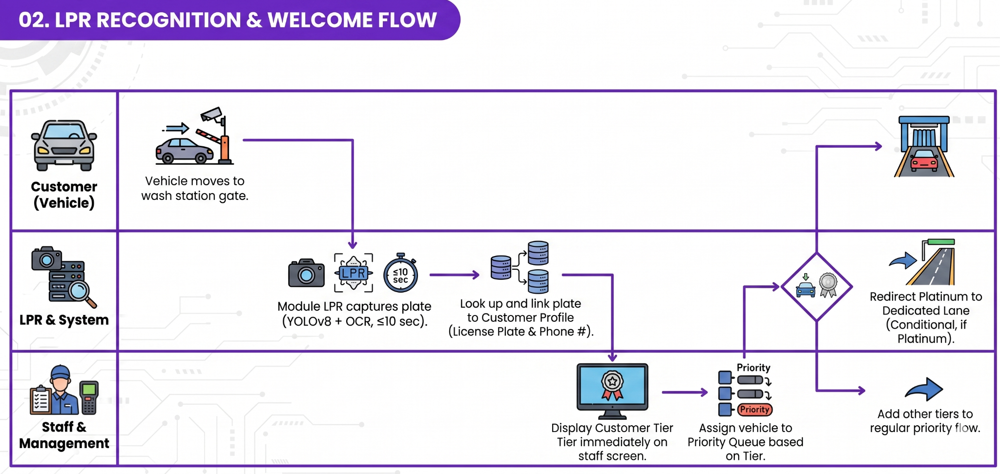 02. LPR RECOGNITION & WELCOME FLOW
Customer
(Vehicle)
Vehicle moves to
wash station gate.
LPR & System
LPR
≤10
sec
Module LPR captures plate
(YOLOv8 + OCR, ≤10 sec).
Look up and link plate
to Customer Profile
(License Plate & Phone #).
Redirect Platinum to
Dedicated Lane
(Conditional, if
Platinum).
Staff &
Management
Display Customer Tier
Tier immediately on
staff screen.
Priority
Priority
Assign vehicle to
Priority Queue based
on Tier.
Add other tiers to
regular priority flow.